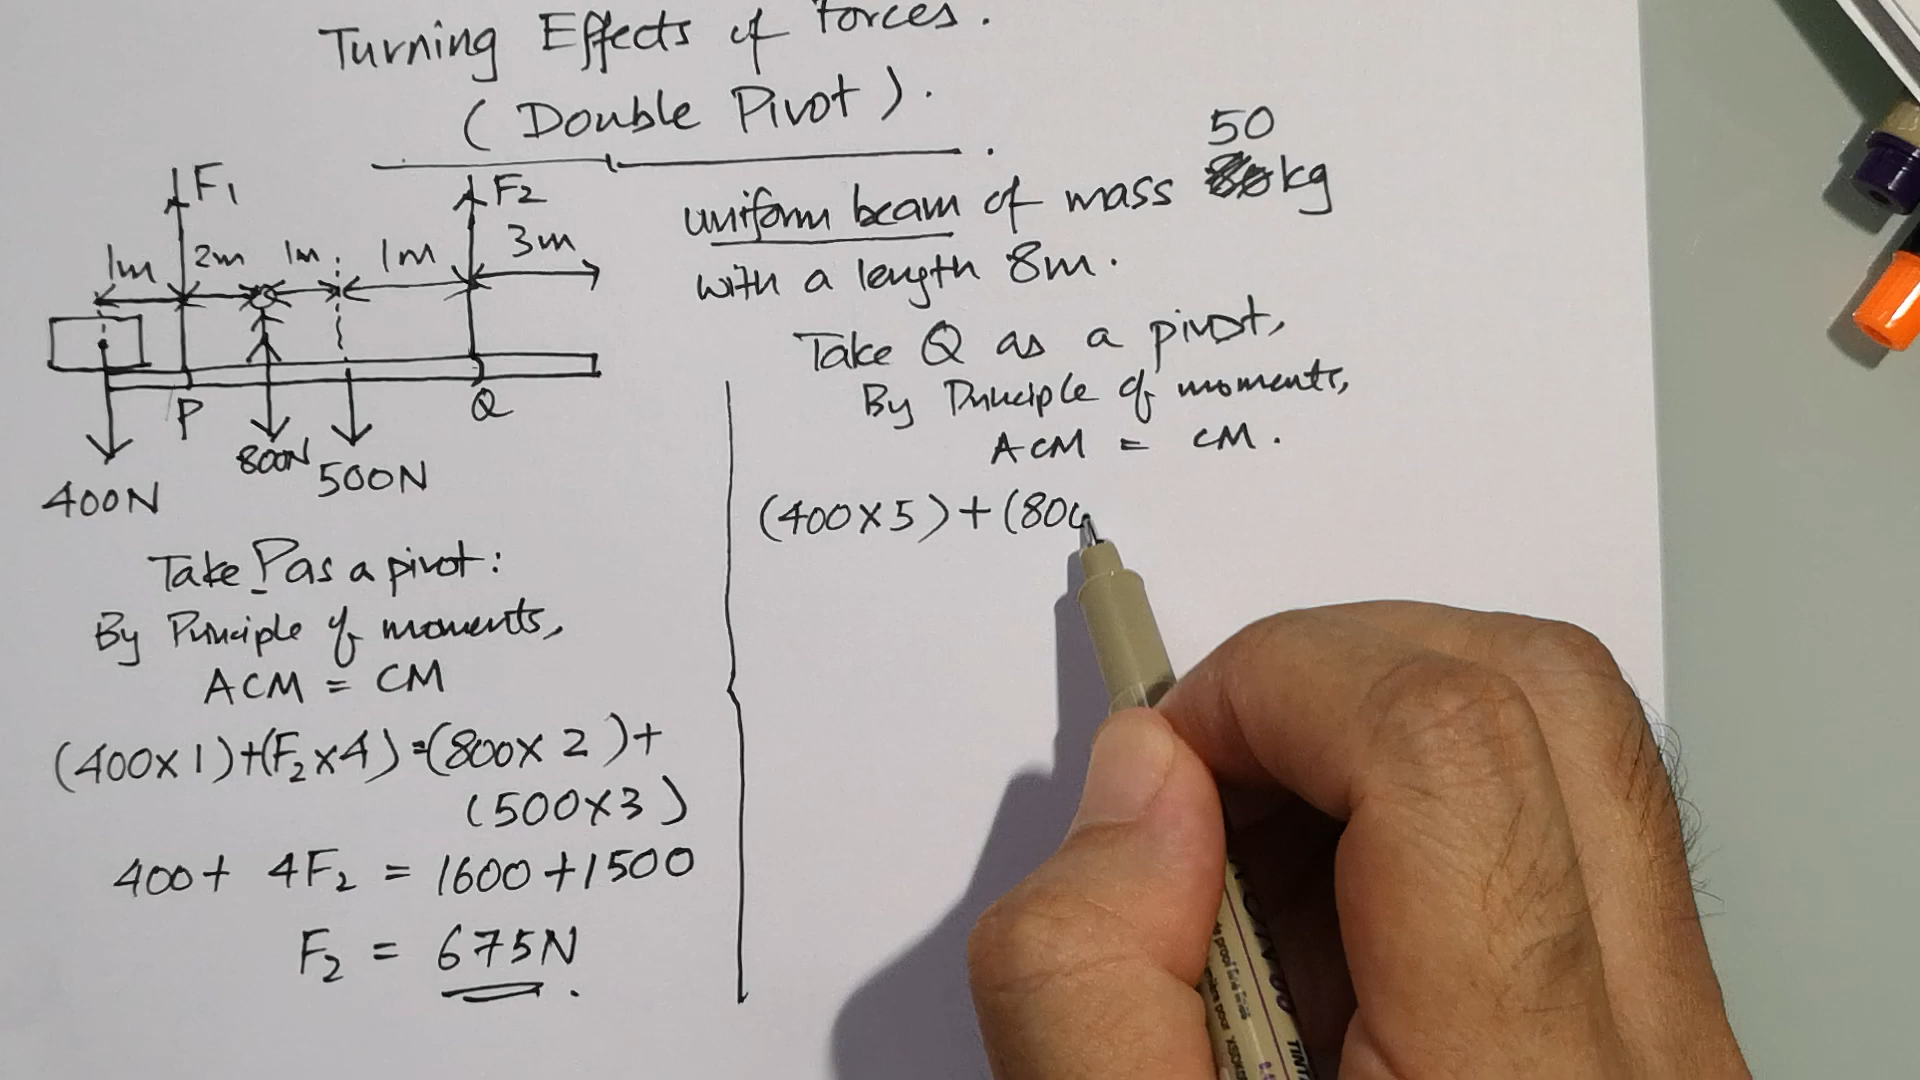 Turning Effects of Forces.
(Double Pivot).
F₁
F₂
1m 2m 1m 1m 3m
P
Q
400N
800N
500N
50
uniform beam of mass kg
with a length 8m.
Take P as a pivot:
By Principle of moments,
ACM = CM
(400×1)+(F₂×4)=(800×2)+
(500×3)
400+ 4F₂ = 1600+1500
F₂ = 675N.
Take Q as a pivot,
By Principle of moments,
ACM = CM.
(400×5)+(800